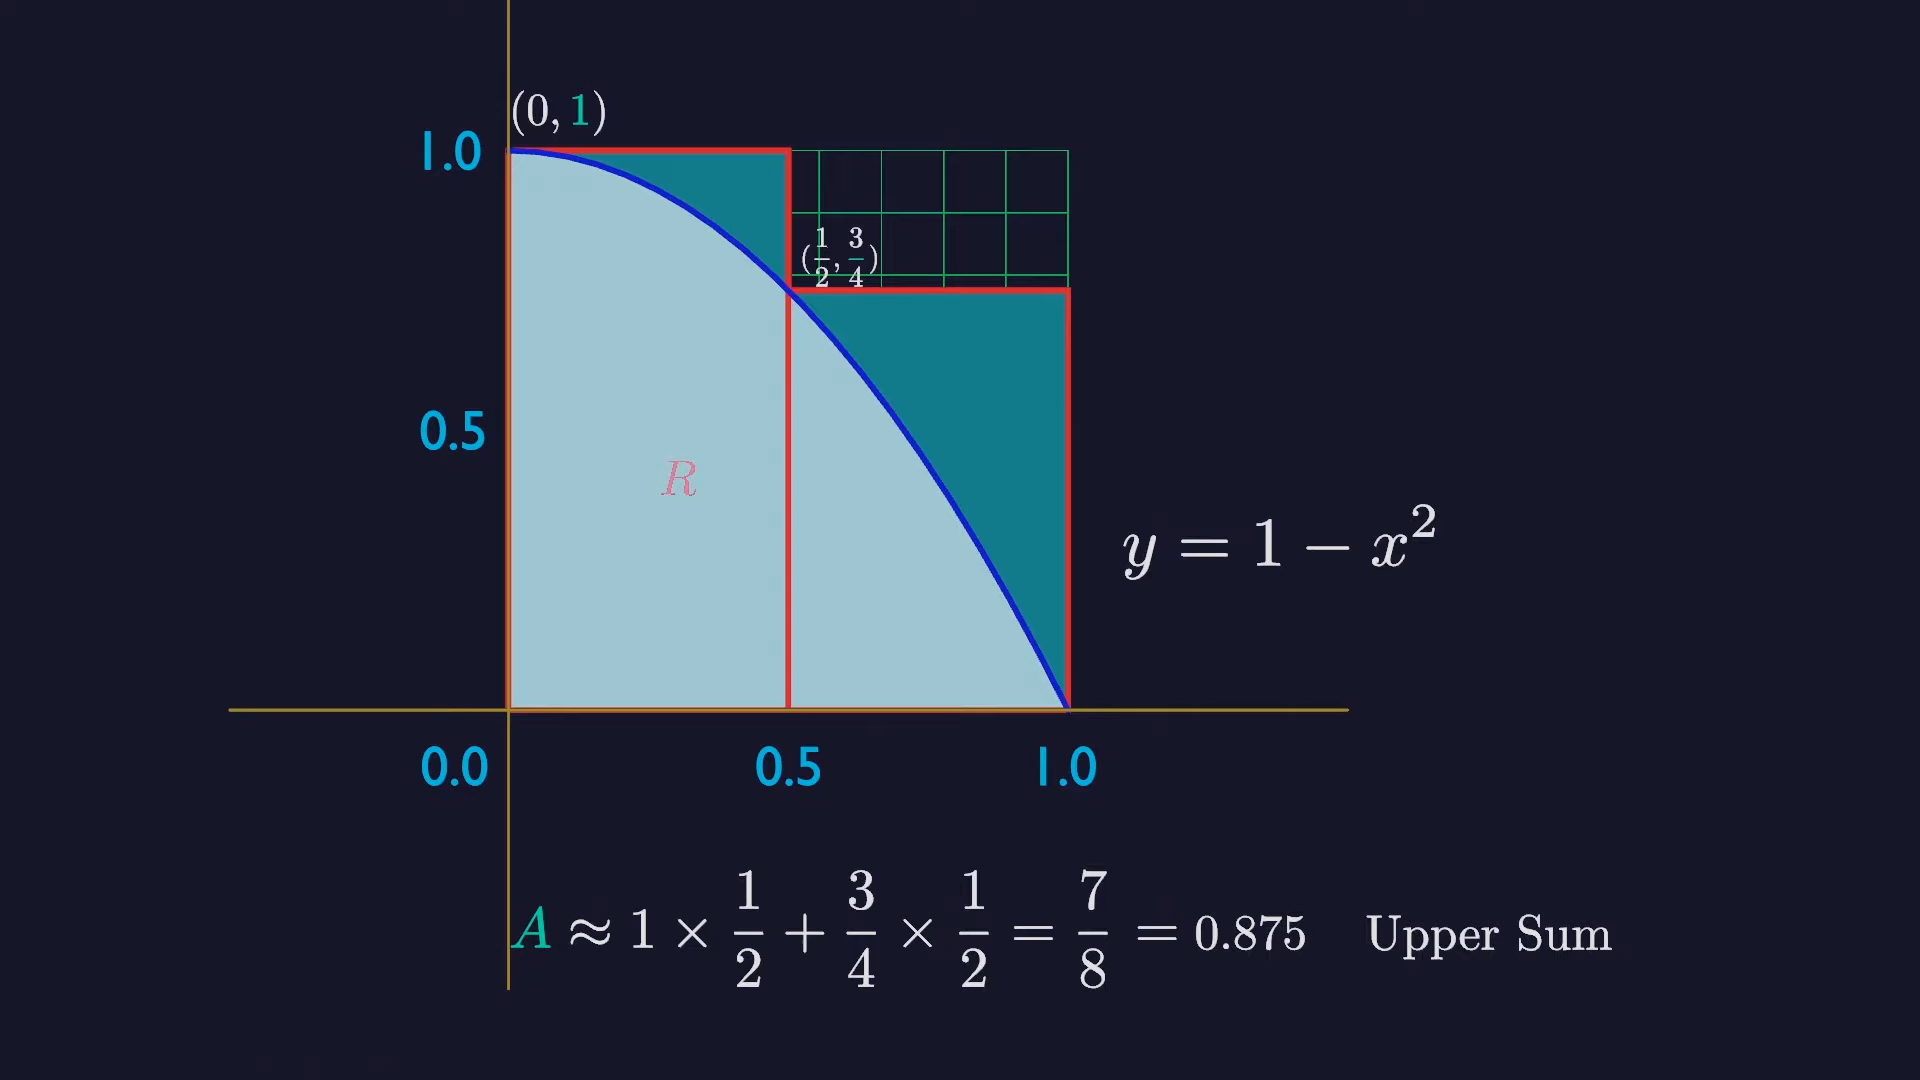 (0, 1)
1.0
(1/2, 3/4)
0.5
R
y = 1 − x²
0.0 0.5 1.0
A ≈ 1 × 1/2 + 3/4 × 1/2 = 7/8 = 0.875 Upper Sum